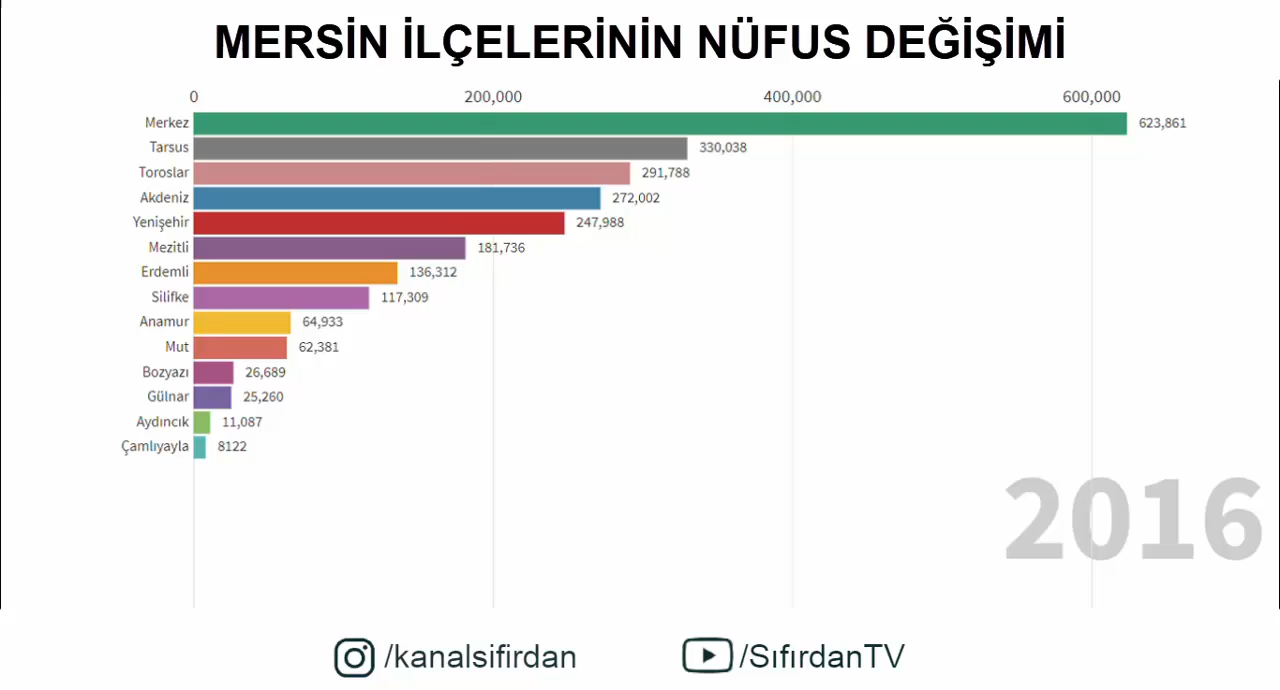 MERSİN İLÇELERİNİN NÜFUS DEĞİŞİMİ
0 200,000 400,000 600,000
Merkez 623,861
Tarsus 330,038
Toroslar 291,788
Akdeniz 272,002
Yenişehir 247,988
Mezitli 181,736
Erdemli 136,312
Silifke 117,309
Anamur 64,933
Mut 62,381
Bozyazı 26,689
Gülnar 25,260
Aydıncık 11,087
Çamlıyayla 8122
2016
/kanalsifirdan /SıfırdanTV